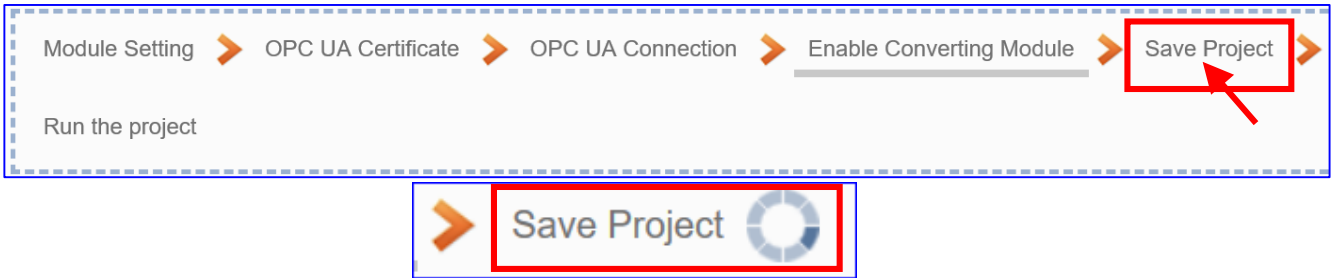 Module Setting OPC UA Certificate OPC UA Connection Enable Converting Module Save Project
Run the project
Save Project